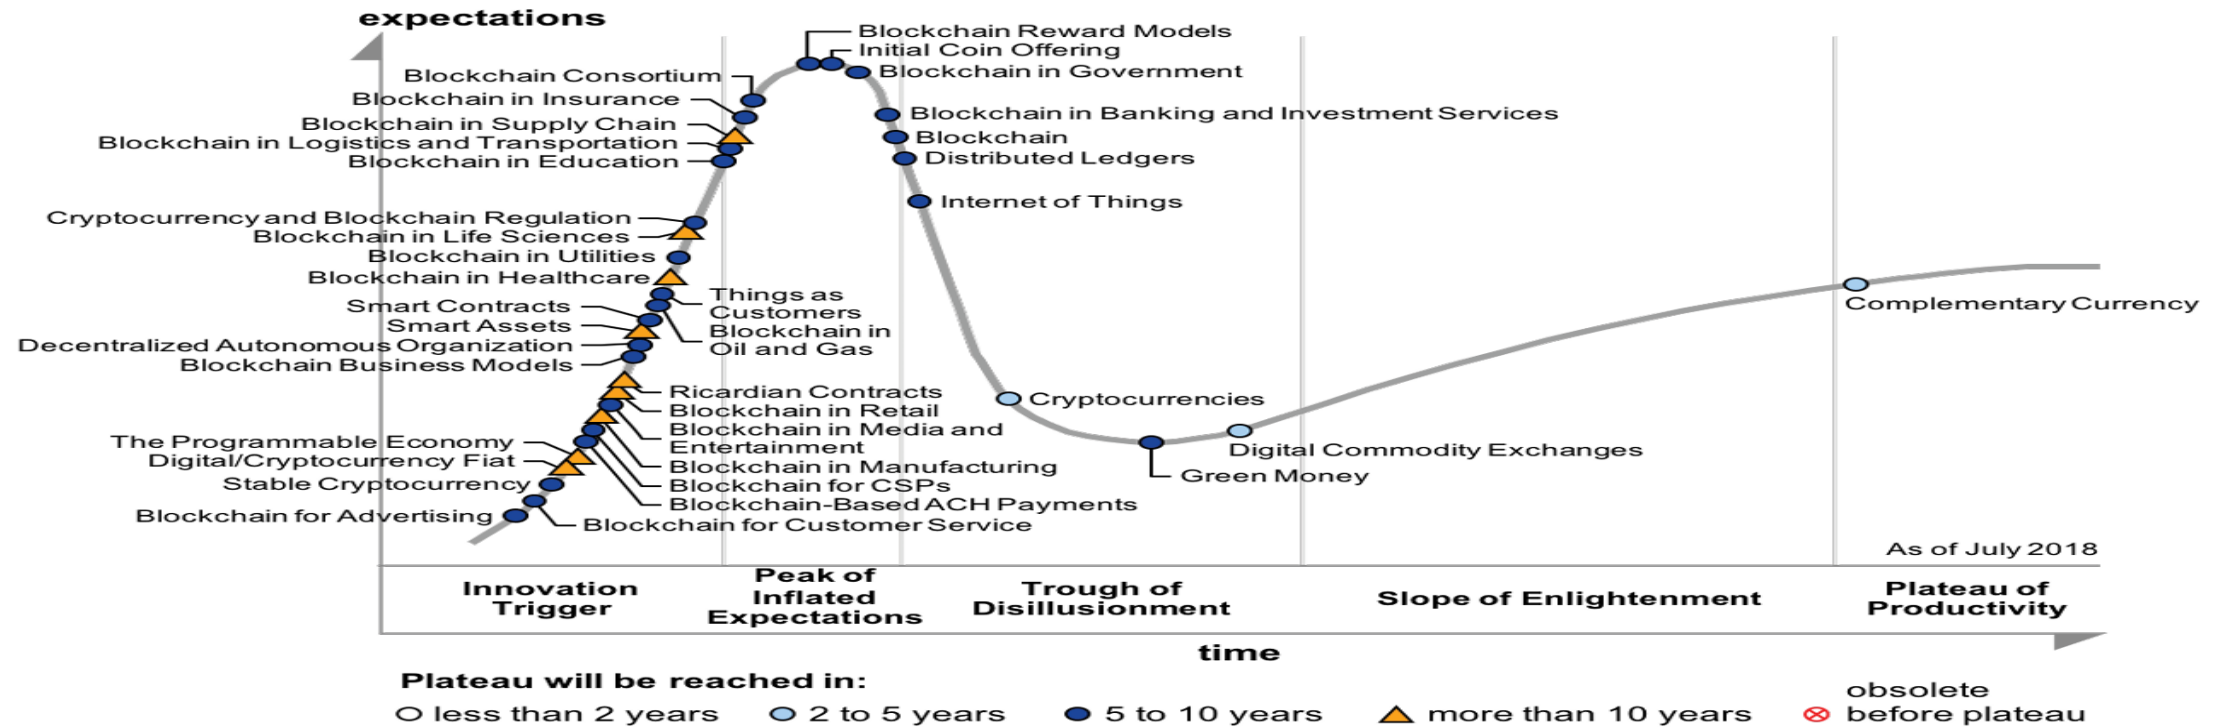 expectations
Blockchain Reward Models
Initial Coin Offering
Blockchain in Government
Blockchain Consortium
Blockchain in Insurance
Blockchain in Supply Chain
Blockchain in Logistics and Transportation
Blockchain in Education
Blockchain in Banking and Investment Services
Blockchain
Distributed Ledgers
Internet of Things
Cryptocurrency and Blockchain Regulation
Blockchain in Life Sciences
Blockchain in Utilities
Blockchain in Healthcare
Things as
Customers
Smart Contracts
Smart Assets
Blockchain in
Oil and Gas
Decentralized Autonomous Organization
Blockchain Business Models
Ricardian Contracts
Blockchain in Retail
Blockchain in Media and
Entertainment
Blockchain in Manufacturing
Blockchain for CSPs
Blockchain-Based ACH Payments
Blockchain for Customer Service
The Programmable Economy
Digital/Cryptocurrency Fiat
Stable Cryptocurrency
Blockchain for Advertising
Cryptocurrencies
Digital Commodity Exchanges
Green Money
Complementary Currency
As of July 2018
Innovation
Trigger
Peak of
Inflated
Expectations
Trough of
Disillusionment
Slope of Enlightenment
Plateau of
Productivity
time
Plateau will be reached in:
less than 2 years
2 to 5 years
5 to 10 years
more than 10 years
obsolete
before plateau